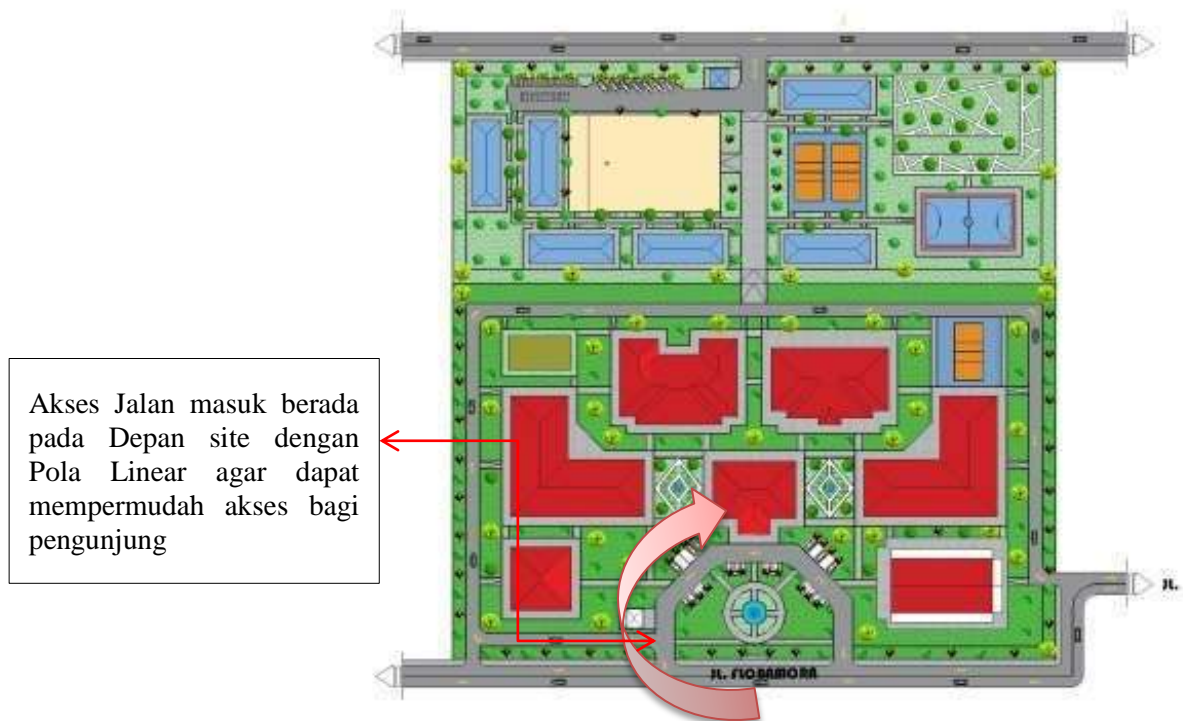 Akses Jalan masuk berada
pada Depan site dengan
Pola Linear agar dapat
mempermudah akses bagi
pengunjung
JL.
JL. FLOBAMORA